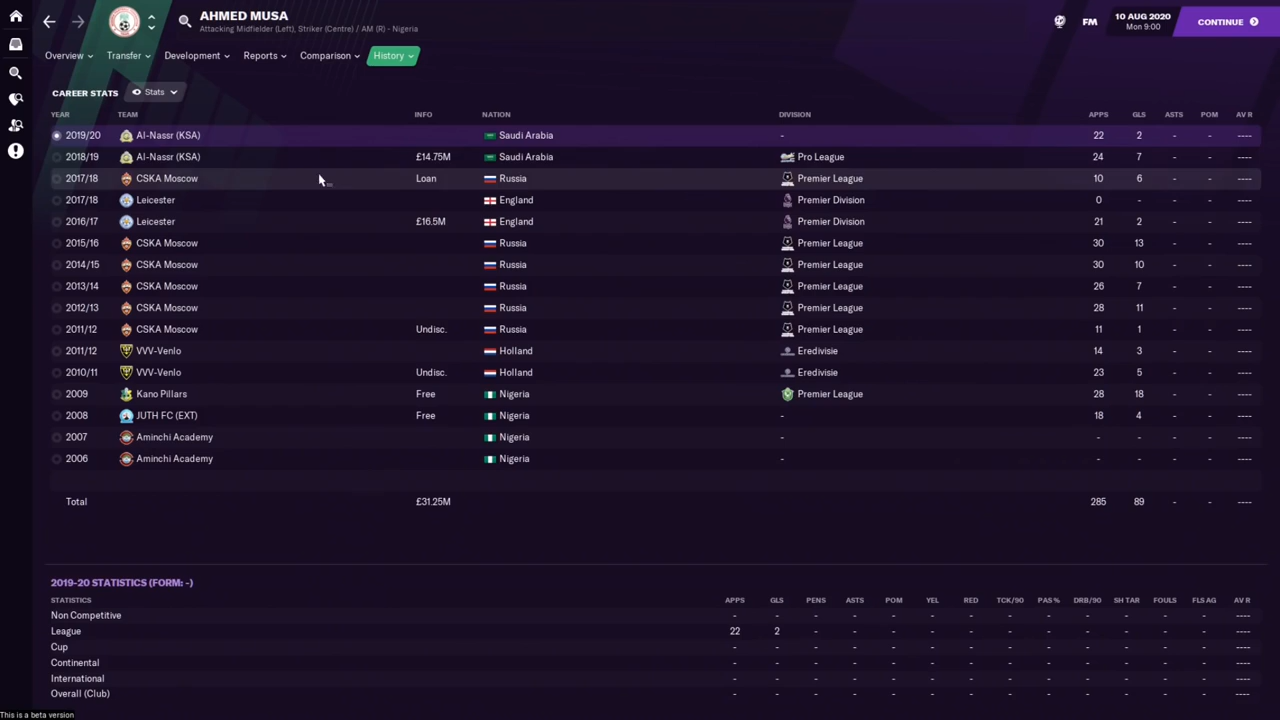 AHMED MUSA
Attacking Midfielder (Left), Striker (Centre) / AM (R) - Nigeria
FM
10 AUG 2020
Mon 9:00
CONTINUE
Overview Transfer Development Reports Comparison History
CAREER STATS Stats
YEAR TEAM INFO NATION DIVISION APPS GLS ASTS POM AV R
2019/20 Al-Nassr (KSA) Saudi Arabia - 22 2 - - ----
2018/19 Al-Nassr (KSA) £14.75M Saudi Arabia Pro League 24 7 - - ----
2017/18 CSKA Moscow Loan Russia Premier League 10 6 - - ----
2017/18 Leicester England Premier Division 0 - - - ----
2016/17 Leicester £16.5M England Premier Division 21 2 - - ----
2015/16 CSKA Moscow Russia Premier League 30 13 - - ----
2014/15 CSKA Moscow Russia Premier League 30 10 - - ----
2013/14 CSKA Moscow Russia Premier League 26 7 - - ----
2012/13 CSKA Moscow Russia Premier League 28 11 - - ----
2011/12 CSKA Moscow Undisc. Russia Premier League 11 1 - - ----
2011/12 VVV-Venlo Holland Eredivisie 14 3 - - ----
2010/11 VVV-Venlo Undisc. Holland Eredivisie 23 5 - - ----
2009 Kano Pillars Free Nigeria Premier League 28 18 - - ----
2008 JUTH FC (EXT) Free Nigeria - 18 4 - - ----
2007 Aminchi Academy Nigeria - - - - - ----
2006 Aminchi Academy Nigeria - - - - - ----
Total £31.25M 285 89 - - ----
2019-20 STATISTICS (FORM: -)
STATISTICS APPS GLS PENS ASTS POM YEL RED TCK/90 PAS % DRB/90 SH TAR FOULS FLS AG AV R
Non Competitive - - - - - - - - - - - - - ----
League 22 2 - - - - - - - - - - - ----
Cup - - - - - - - - - - - - - ----
Continental - - - - - - - - - - - - - ----
International - - - - - - - - - - - - - ----
Overall (Club) - - - - - - - - - - - - - ----
This is a beta version